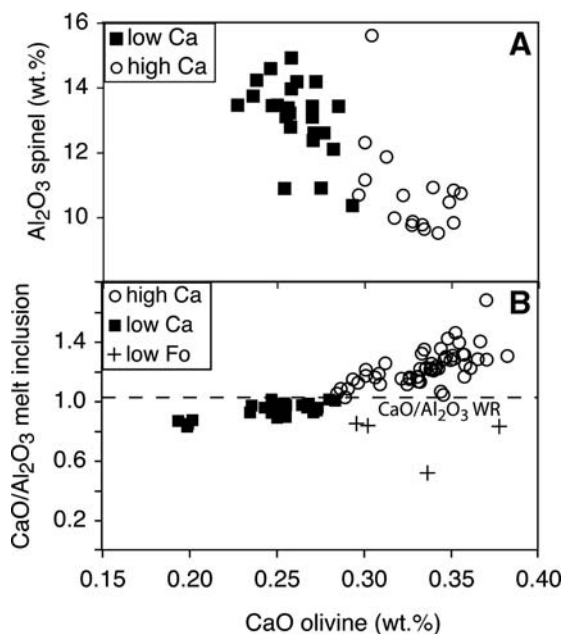 16
14
12
10
Al₂O₃ spinel (wt.%)
low Ca
high Ca
A
1.4
1.0
0.6
0.2
CaO/Al₂O₃ melt inclusion
high Ca
low Ca
low Fo
B
CaO/Al₂O₃ WR
0.15 0.20 0.25 0.30 0.35 0.40
CaO olivine (wt.%)